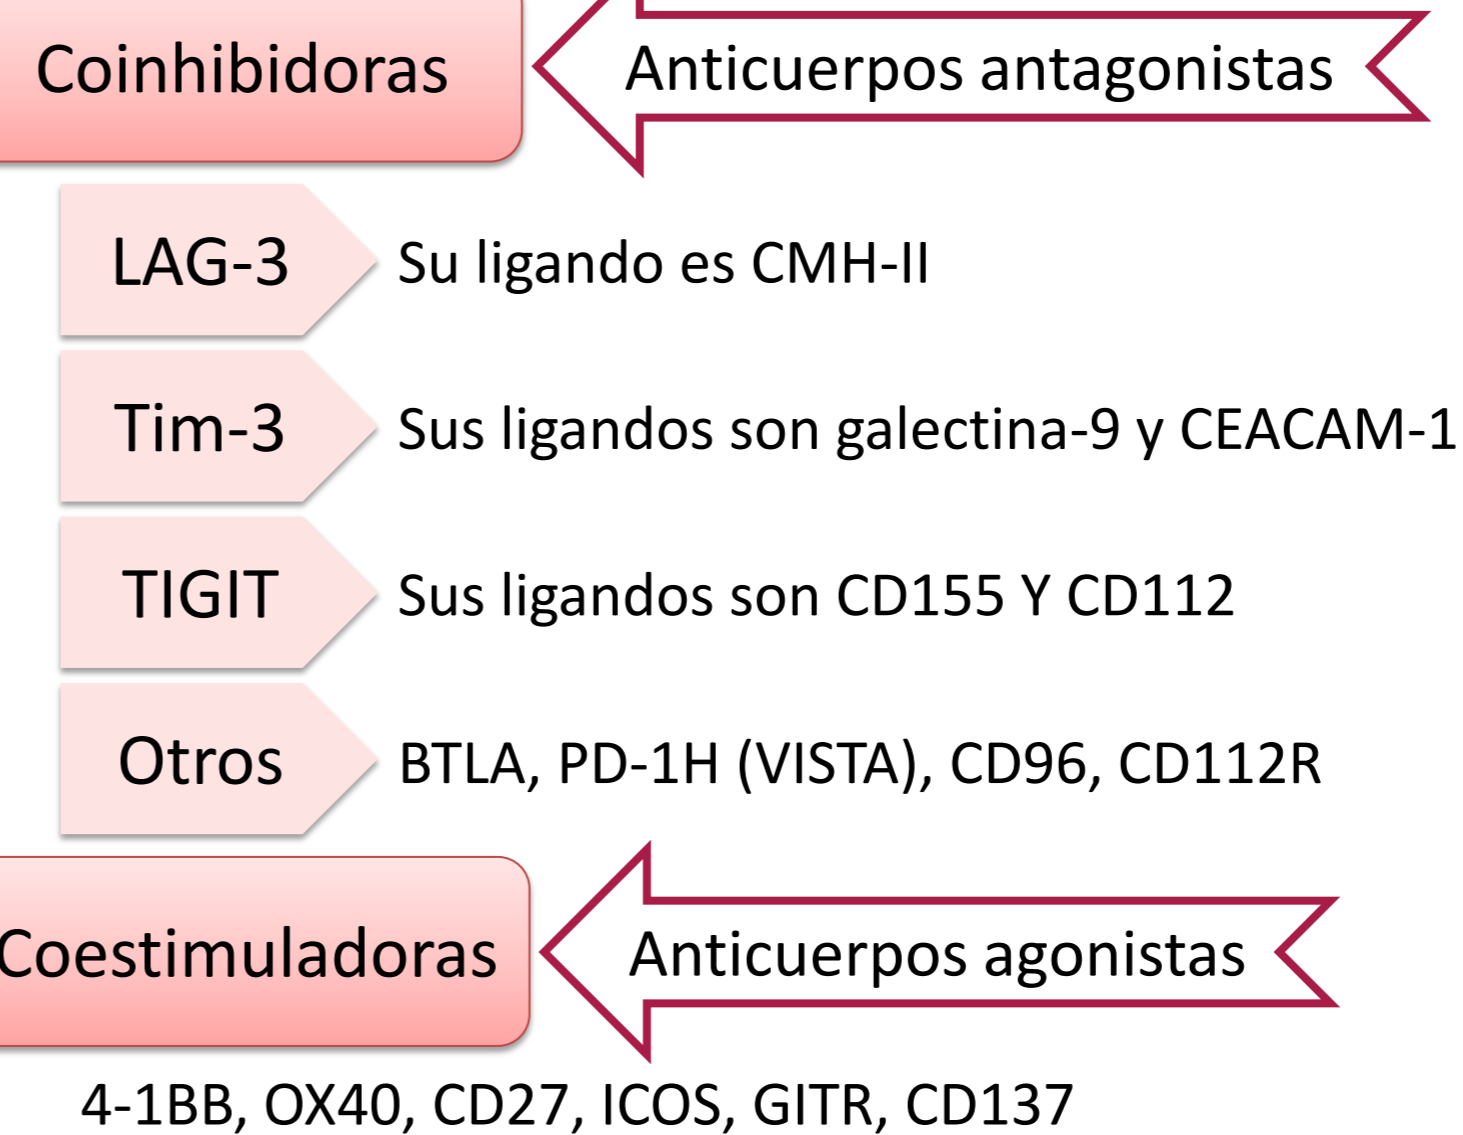 Coinhibidoras
Anticuerpos antagonistas
LAG-3
Su ligando es CMH-II
Tim-3
Sus ligandos son galectina-9 y CEACAM-1
TIGIT
Sus ligandos son CD155 Y CD112
Otros
BTLA, PD-1H (VISTA), CD96, CD112R
Coestimuladoras
Anticuerpos agonistas
4-1BB, OX40, CD27, ICOS, GITR, CD137